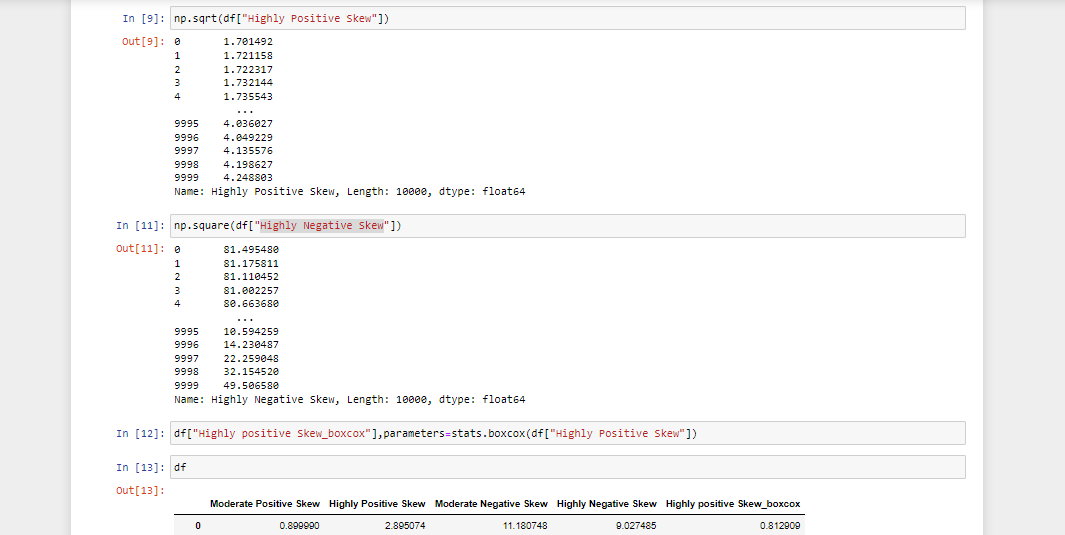 In [9]: np.sqrt(df["Highly Positive Skew"])
Out[9]: 0 1.701492
1 1.721158
2 1.722317
3 1.732144
4 1.735543
...
9995 4.036027
9996 4.049229
9997 4.135576
9998 4.198627
9999 4.248803
Name: Highly Positive Skew, Length: 10000, dtype: float64
In [11]: np.square(df["Highly Negative Skew"])
Out[11]: 0 81.495480
1 81.175811
2 81.110452
3 81.002257
4 80.663680
...
9995 10.594259
9996 14.230487
9997 22.259048
9998 32.154520
9999 49.506580
Name: Highly Negative Skew, Length: 10000, dtype: float64
In [12]: df["Highly positive Skew_boxcox"],parameters=stats.boxcox(df["Highly Positive Skew"])
In [13]: df
Out[13]:
Moderate Positive Skew Highly Positive Skew Moderate Negative Skew Highly Negative Skew Highly positive Skew_boxcox
0 0.899990 2.895074 11.180748 9.027485 0.812909